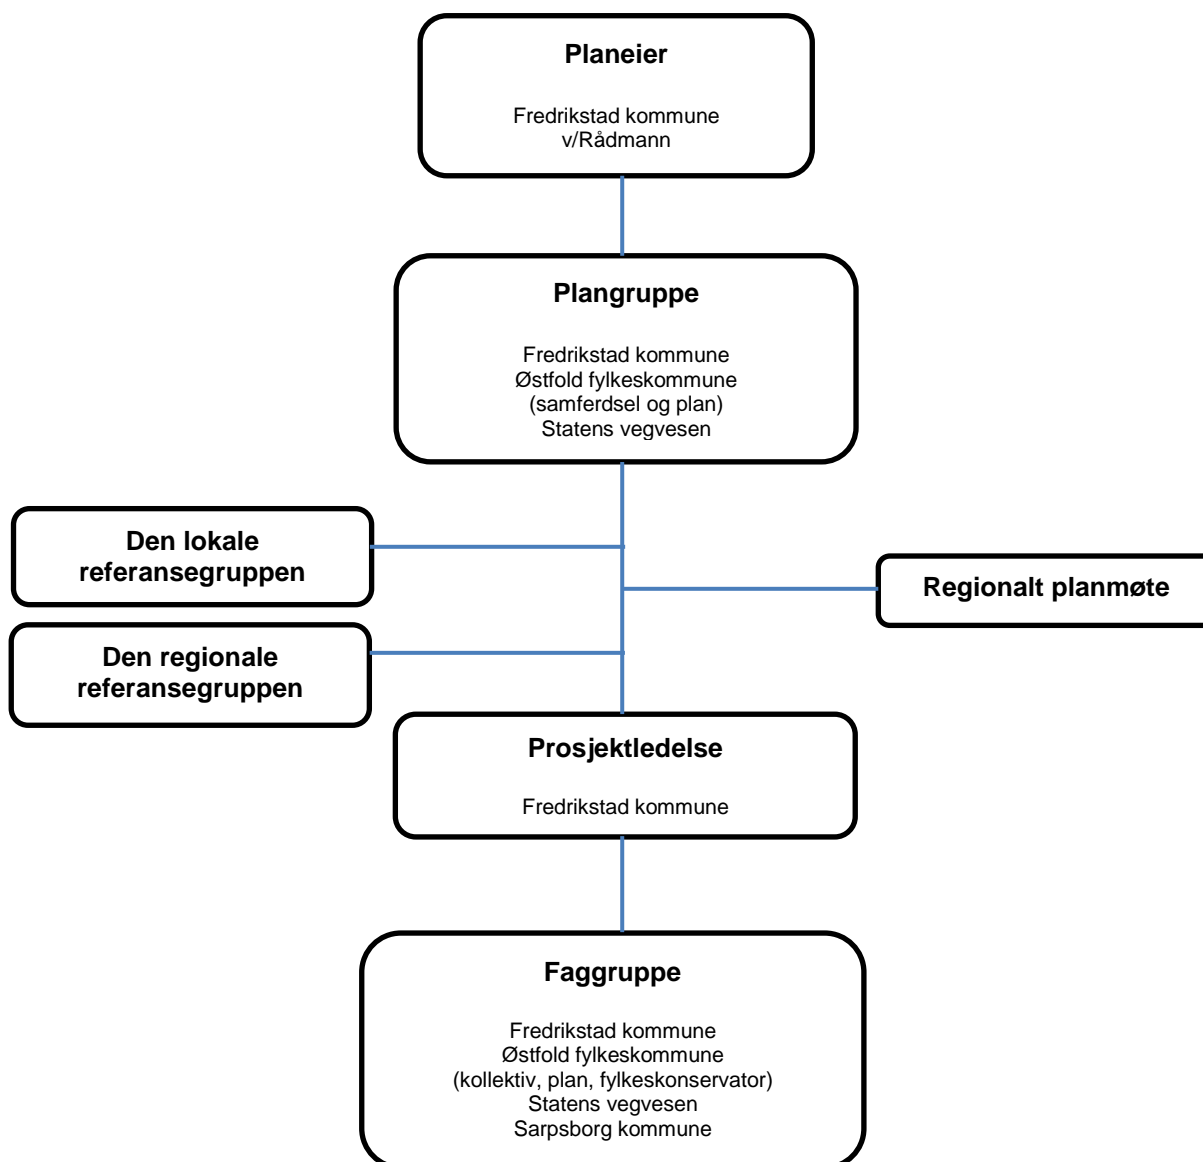 Planeier
Fredrikstad kommune
v/Rådmann
Plangruppe
Fredrikstad kommune
Østfold fylkeskommune
(samferdsel og plan)
Statens vegvesen
Den lokale
referansegruppen
Regionalt planmøte
Den regionale
referansegruppen
Prosjektledelse
Fredrikstad kommune
Faggruppe
Fredrikstad kommune
Østfold fylkeskommune
(kollektiv, plan, fylkeskonservator)
Statens vegvesen
Sarpsborg kommune